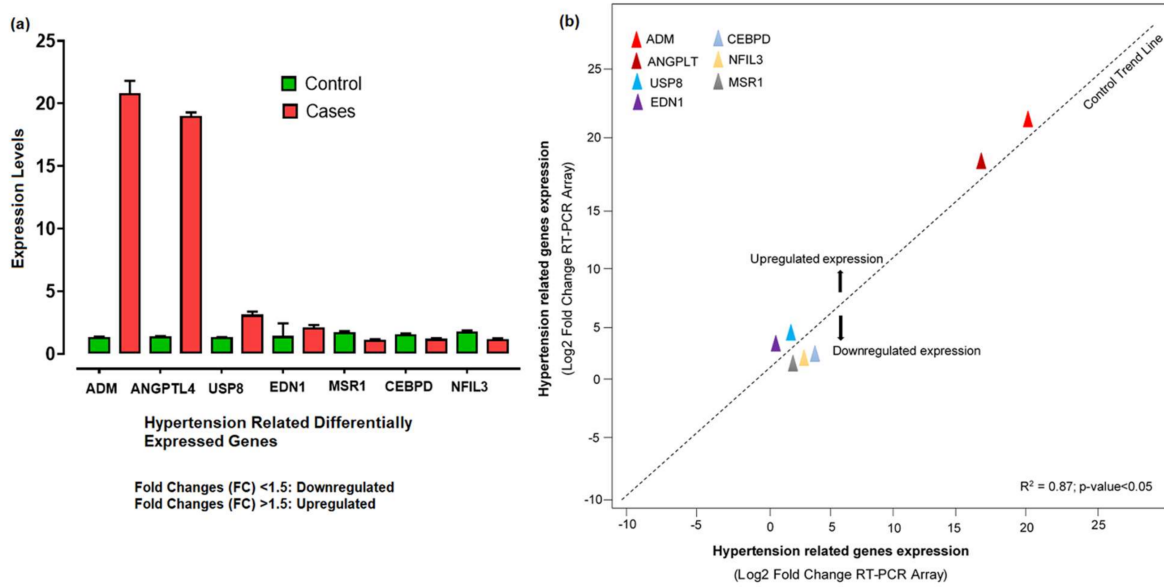 (a)
25
20
15
10
5
0
Expression Levels
Control
Cases
ADM ANGPTL4 USP8 EDN1 MSR1 CEBPD NFIL3
Hypertension Related Differentially
Expressed Genes
Fold Changes (FC) <1.5: Downregulated
Fold Changes (FC) >1.5: Upregulated
(b)
Hypertension related genes expression
(Log2 Fold Change RT-PCR Array)
25
20
15
10
5
0
-5
-10
ADM
ANGPLT
USP8
EDN1
CEBPD
NFIL3
MSR1
Control Trend Line
Upregulated expression
Downregulated expression
R² = 0.87; p-value<0.05
-10 -5 0 5 10 15 20 25
Hypertension related genes expression
(Log2 Fold Change RT-PCR Array)